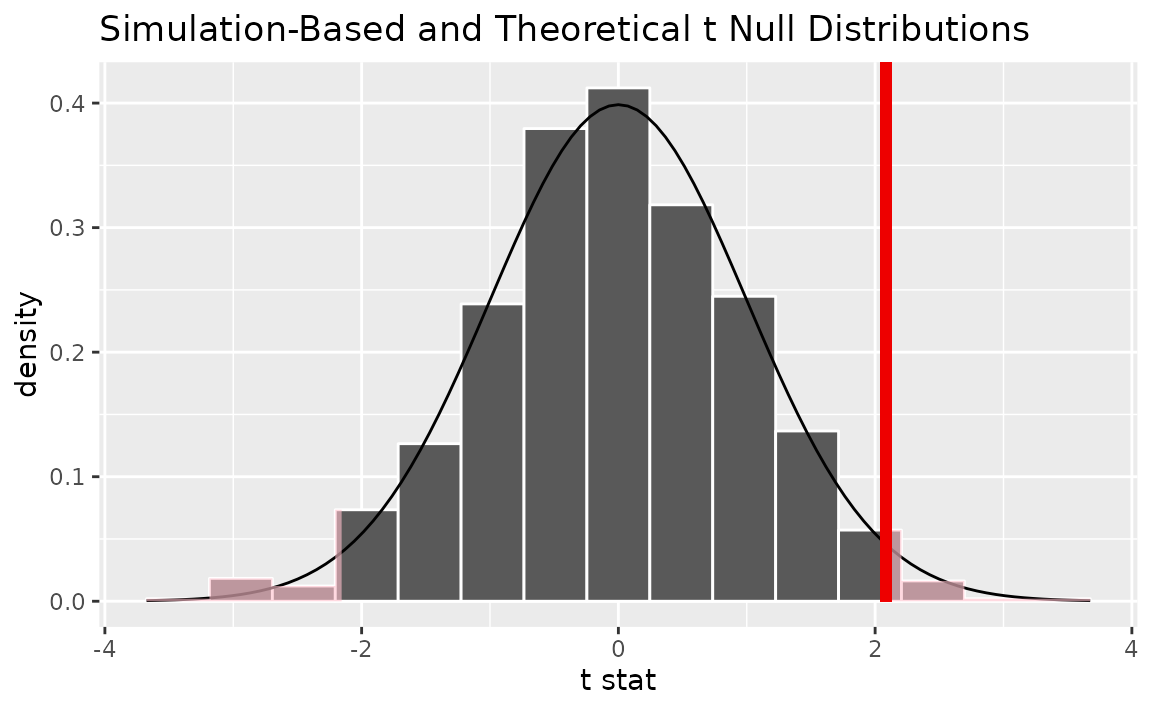 Simulation-Based and Theoretical t Null Distributions
0.4
0.3
0.2
0.1
0.0
density
-4 -2 0 2 4
t stat